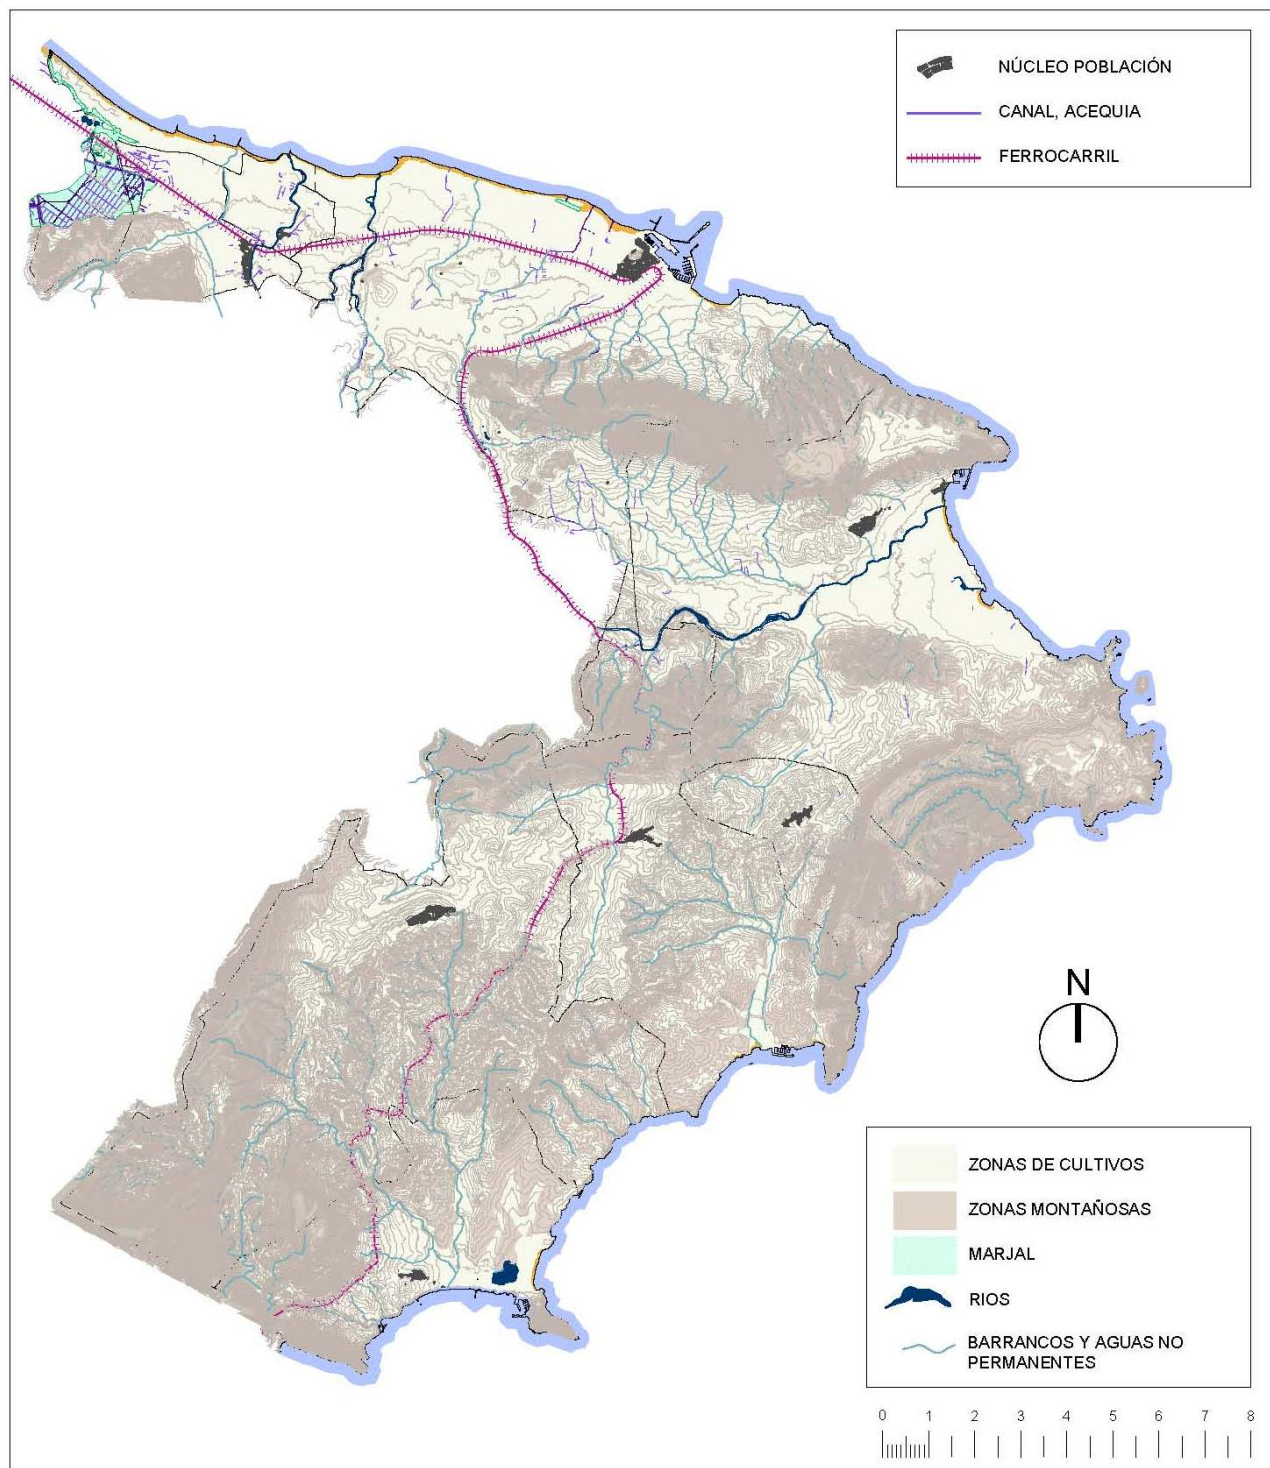 NÚCLEO POBLACIÓN
CANAL, ACEQUIA
FERROCARRIL
N
ZONAS DE CULTIVOS
ZONAS MONTAÑOSAS
MARJAL
RIOS
BARRANCOS Y AGUAS NO
PERMANENTES
0 1 2 3 4 5 6 7 8